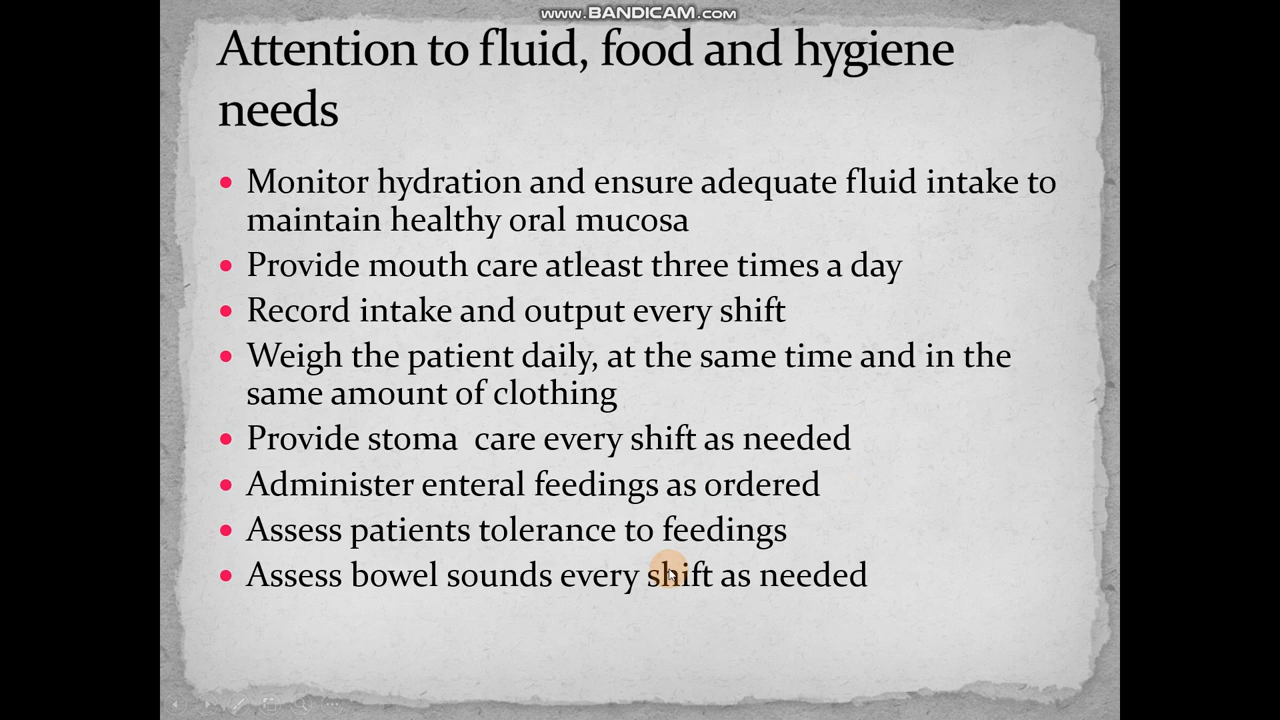 www.BANDICAM.com
Attention to fluid, food and hygiene
needs
• Monitor hydration and ensure adequate fluid intake to
maintain healthy oral mucosa
• Provide mouth care atleast three times a day
• Record intake and output every shift
• Weigh the patient daily, at the same time and in the
same amount of clothing
• Provide stoma  care every shift as needed
• Administer enteral feedings as ordered
• Assess patients tolerance to feedings
• Assess bowel sounds every shift as needed